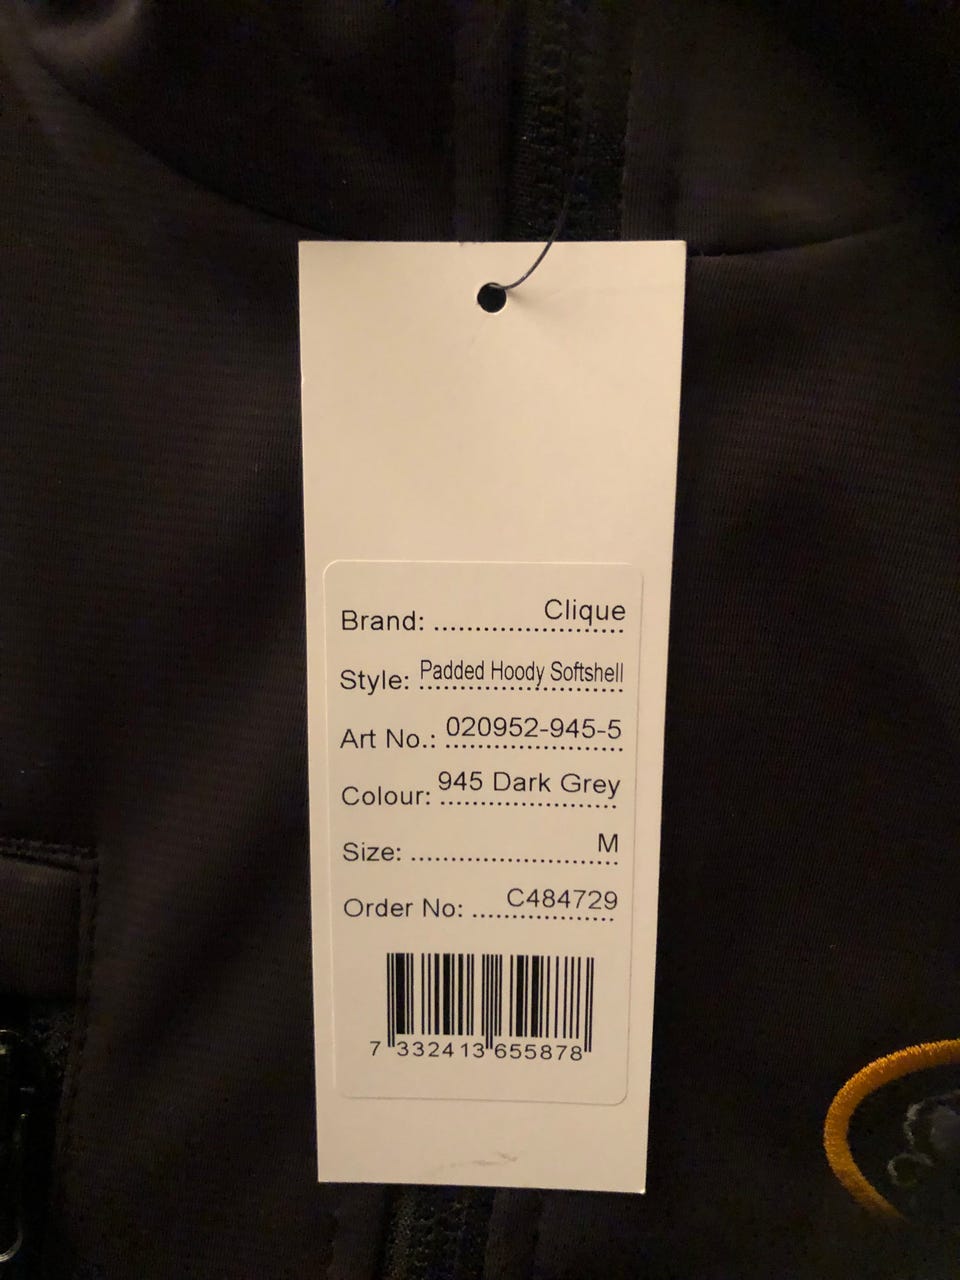 Brand: ........................ Clique
Style: Padded Hoody Softshell
Art No.: 020952-945-5
Colour: 945 Dark Grey
Size: ........................ M
Order No: ................. C484729
7 332413 655878